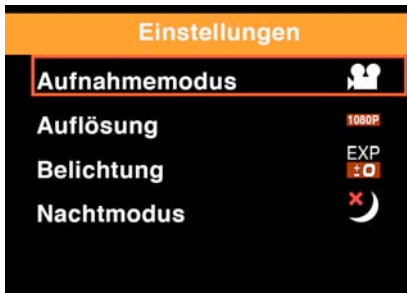 Einstellungen
Aufnahmemodus
Auflösung 1080P
Belichtung EXP ±0
Nachtmodus